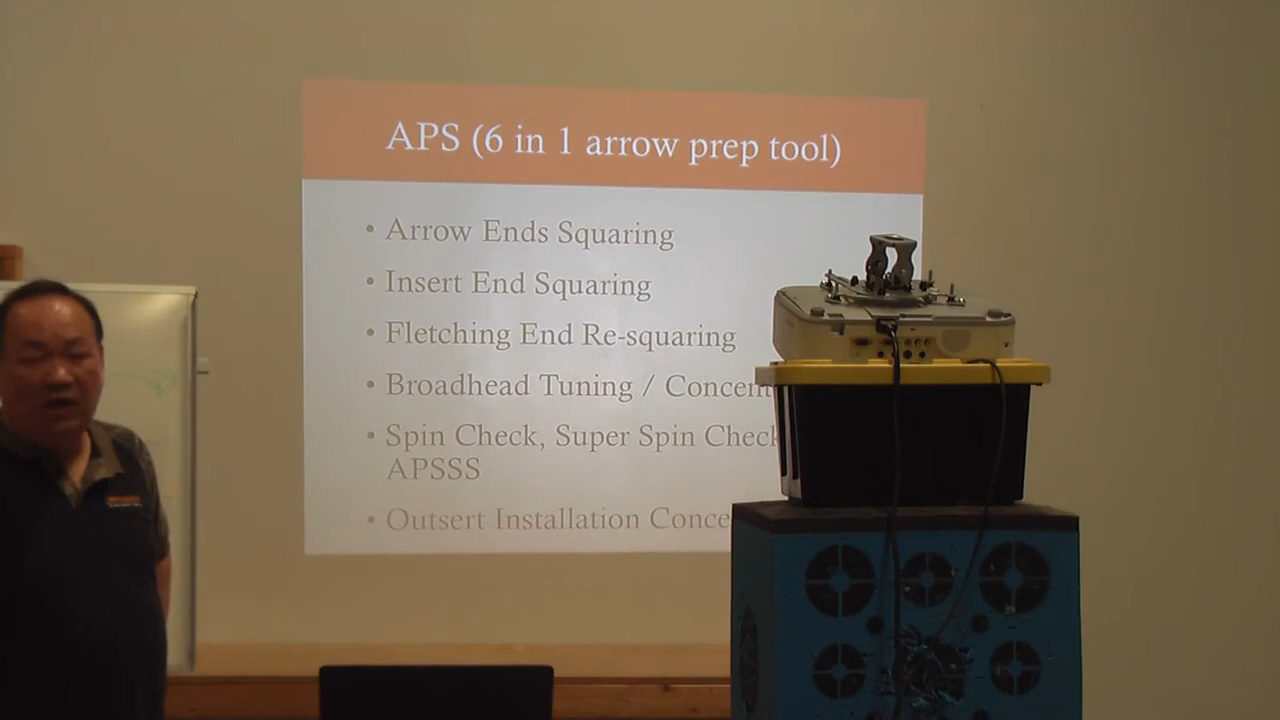 APS (6 in 1 arrow prep tool)
• Arrow Ends Squaring
• Insert End Squaring
• Fletching End Re-squaring
• Broadhead Tuning / Concent
• Spin Check, Super Spin Check
APSSS
• Outsert Installation Conce